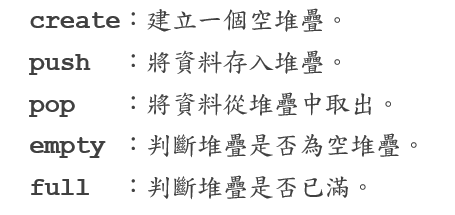 create：建立一個空堆疊。
push ：將資料存入堆疊。
pop ：將資料從堆疊中取出。
empty ：判斷堆疊是否為空堆疊。
full ：判斷堆疊是否已滿。